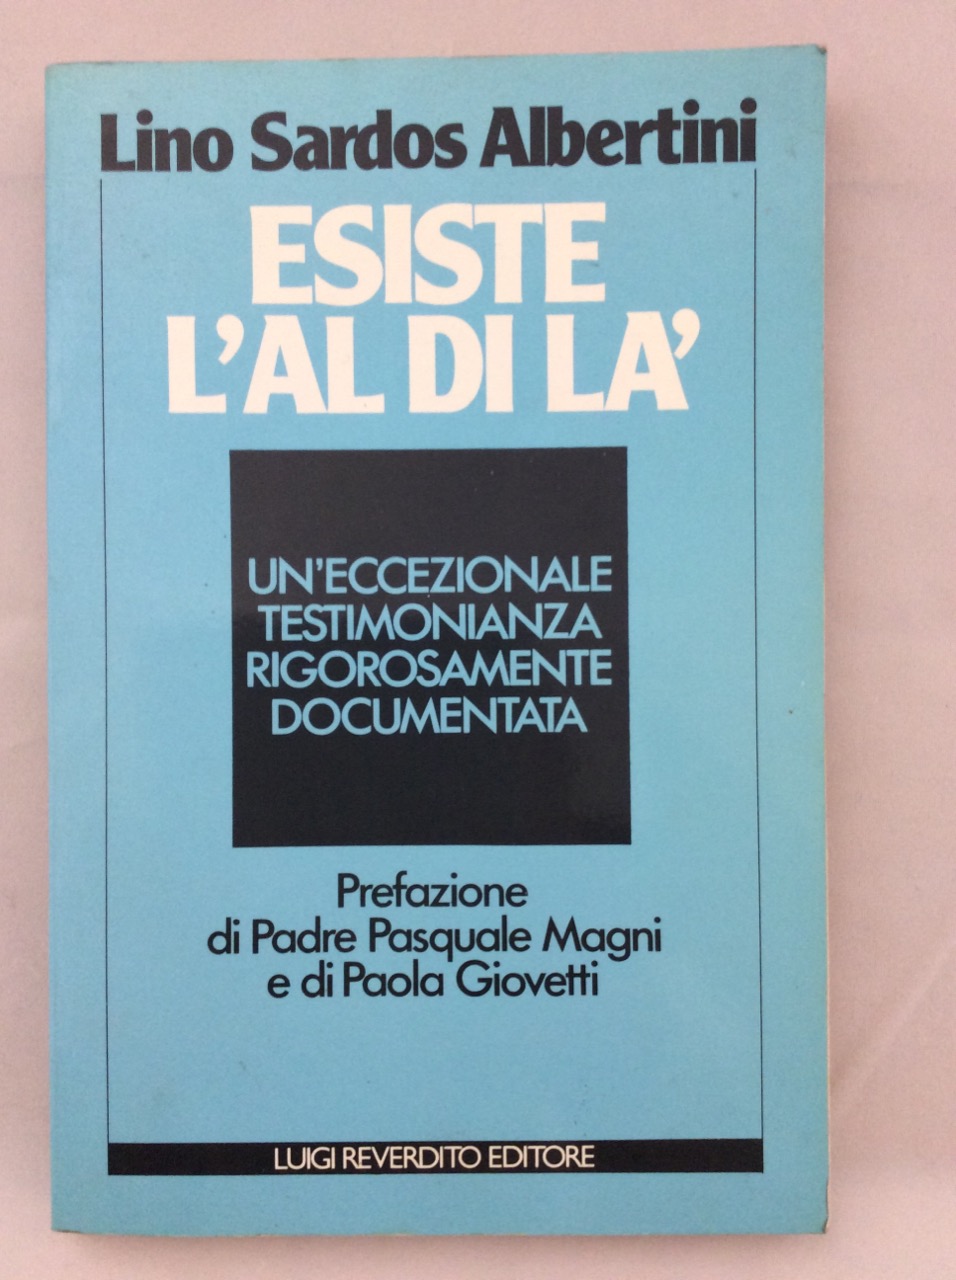 Lino Sardos Albertini
ESISTE
L'AL DI LA'
UN'ECCEZIONALE
TESTIMONIANZA
RIGOROSAMENTE
DOCUMENTATA
Prefazione
di Padre Pasquale Magni
e di Paola Giovetti
LUIGI REVERDITO EDITORE